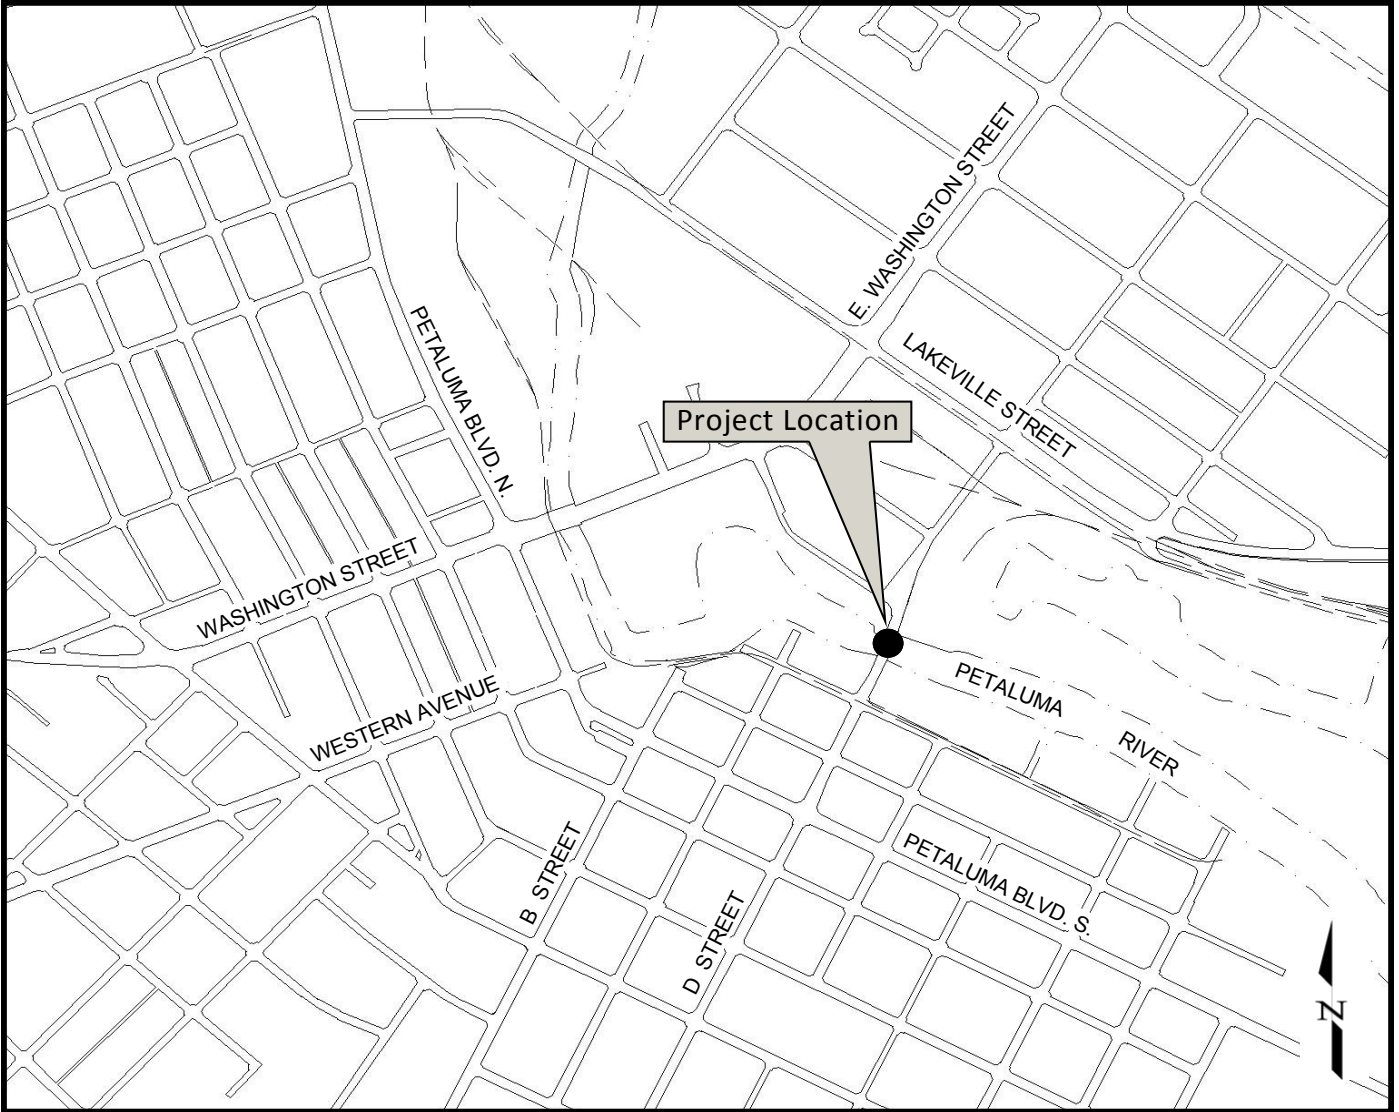 E. WASHINGTON STREET
PETALUMA BLVD. N.
LAKEVILLE STREET
Project Location
WASHINGTON STREET
PETALUMA
RIVER
WESTERN AVENUE
B STREET
D STREET
PETALUMA BLVD. S.
N